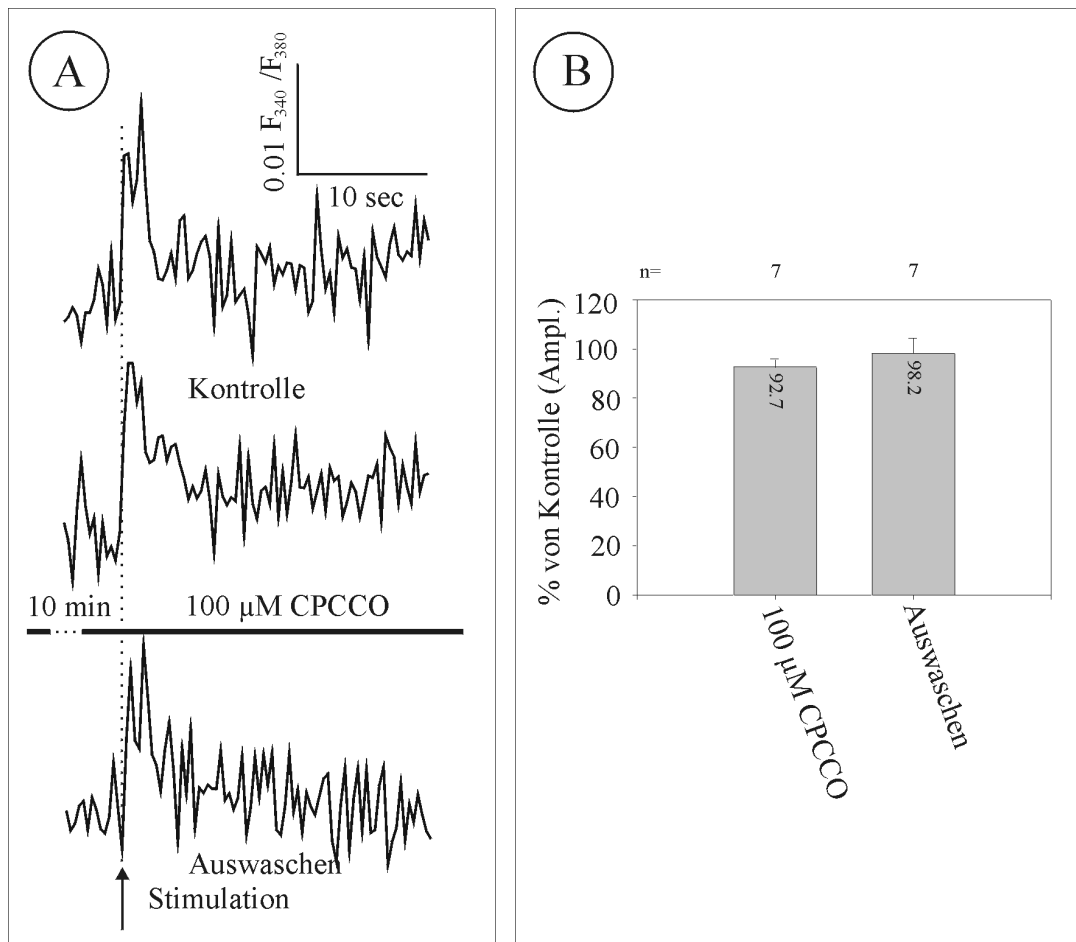 A
0.01 F340 /F380
10 sec
Kontrolle
10 min
100 µM CPCCO
Auswaschen
Stimulation
B
n= 7 7
% von Kontrolle (Ampl.)
120
100
80
60
40
20
0
92.7
98.2
100 µM CPCCO
Auswaschen